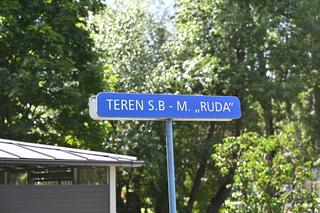 TEREN S.B - M. „RUDA”